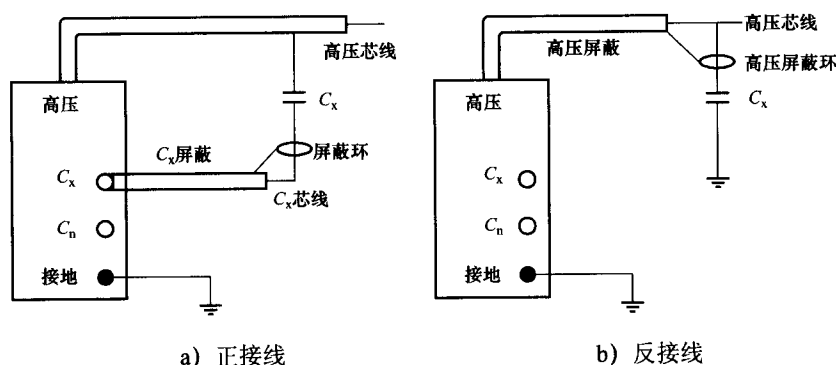 高压芯线
高压
Cx
Cx屏蔽
屏蔽环
Cx
Cx芯线
Cn
接地
a) 正接线
高压芯线
高压屏蔽
高压屏蔽环
高压
Cx
Cx
Cn
接地
b) 反接线